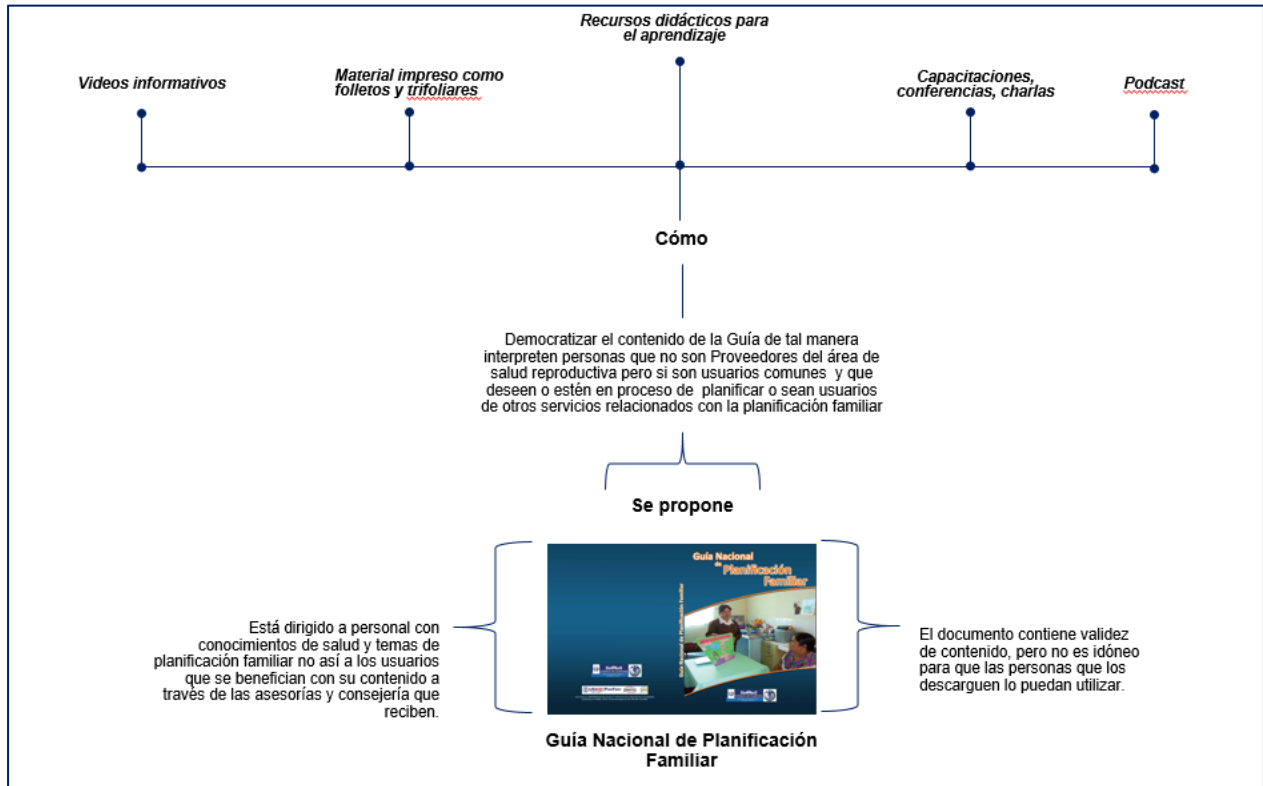 Recursos didácticos para
el aprendizaje
Videos informativos
Material impreso como
folletos y trifoliares
Capacitaciones,
conferencias, charlas
Podcast
Cómo
Democratizar el contenido de la Guía de tal manera
interpreten personas que no son Proveedores del área de
salud reproductiva pero si son usuarios comunes y que
deseen o estén en proceso de planificar o sean usuarios
de otros servicios relacionados con la planificación familiar
Se propone
Está dirigido a personal con
conocimientos de salud y temas de
planificación familiar no así a los usuarios
que se benefician con su contenido a
través de las asesorías y consejería que
reciben.
Guía Nacional de Planificación Familiar
Guía Nacional
de Planificación
Familiar
El documento contiene validez
de contenido, pero no es idóneo
para que las personas que los
descarguen lo puedan utilizar.
Guía Nacional de Planificación
Familiar